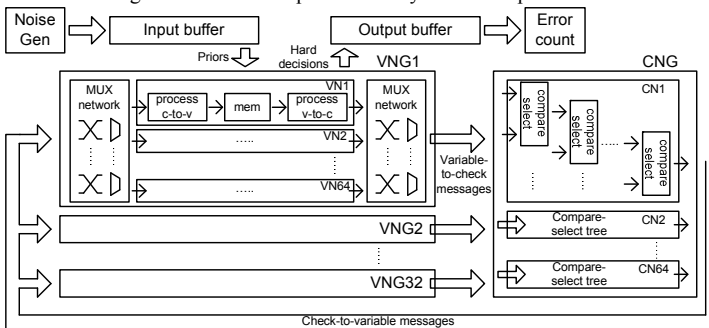 Noise
Gen
Input buffer
Output buffer
Error
count
Priors
Hard
decisions
VNG1
CNG
MUX
network
VN1
process
c-to-v
mem
process
v-to-c
MUX
network
VN2
.....
VN64
.....
Variable-
to-check
messages
CN1
compare
select
compare
select
......
compare
select
VNG2
Compare-
select tree
CN2
VNG32
Compare-
select tree
CN64
Check-to-variable messages